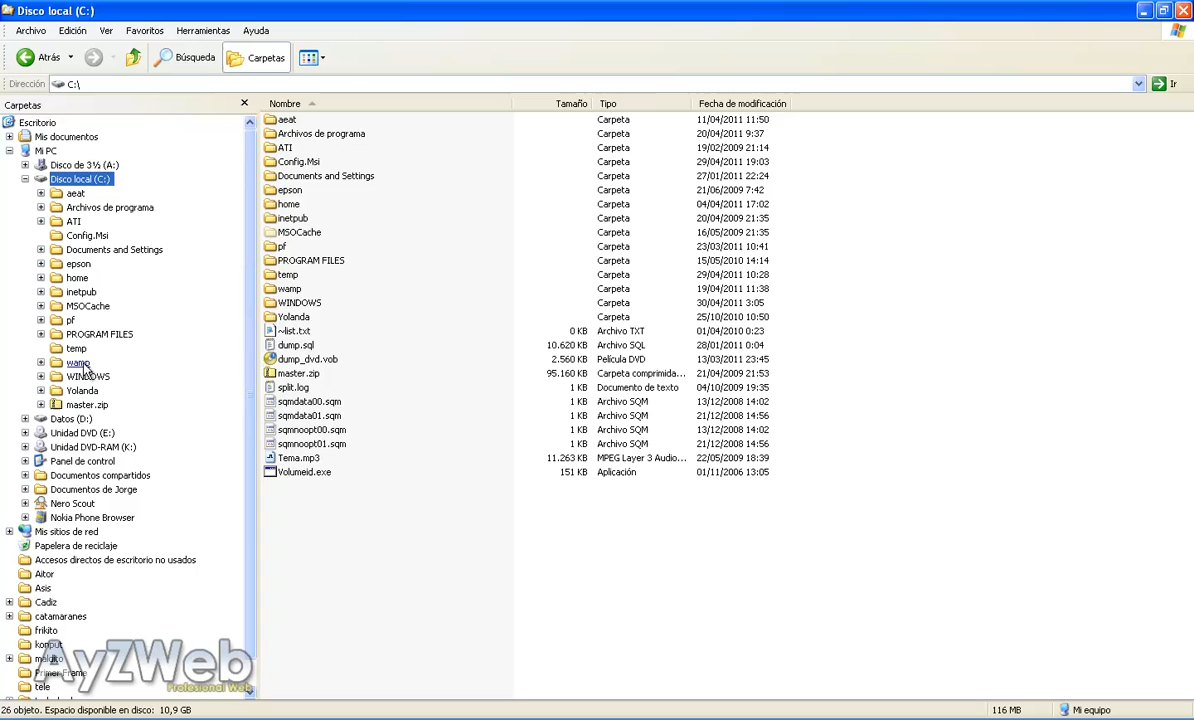 Disco local (C:)
Archivo Edición Ver Favoritos Herramientas Ayuda
Atrás Búsqueda Carpetas
Dirección C:\ Ir
Carpetas
Escritorio
Mis documentos
Mi PC
Disco de 3½ (A:)
Disco local (C:)
aeat
Archivos de programa
ATI
Config.Msi
Documents and Settings
epson
home
inetpub
MSOCache
pf
PROGRAM FILES
temp
wamp
WINDOWS
Yolanda
master.zip
Datos (D:)
Unidad DVD (E:)
Unidad DVD-RAM (K:)
Panel de control
Documentos compartidos
Documentos de Jorge
Nero Scout
Nokia Phone Browser
Mis sitios de red
Papelera de reciclaje
Accesos directos de escritorio no usados
Aitor
Asis
Cadiz
catamaranes
frikito
konput
maldito
Primer Frame
tele
Nombre Tamaño Tipo Fecha de modificación
aeat Carpeta 11/04/2011 11:50
Archivos de programa Carpeta 20/04/2011 9:37
ATI Carpeta 19/02/2009 21:14
Config.Msi Carpeta 29/04/2011 19:03
Documents and Settings Carpeta 27/01/2011 22:24
epson Carpeta 21/06/2009 7:42
home Carpeta 04/04/2011 17:02
inetpub Carpeta 20/04/2009 21:35
MSOCache Carpeta 16/05/2009 21:35
pf Carpeta 23/03/2011 10:41
PROGRAM FILES Carpeta 15/05/2010 14:14
temp Carpeta 29/04/2011 10:28
wamp Carpeta 19/04/2011 11:38
WINDOWS Carpeta 30/04/2011 3:05
Yolanda Carpeta 25/10/2010 10:50
~list.txt 0 KB Archivo TXT 01/04/2010 0:23
dump.sql 10.620 KB Archivo SQL 28/01/2011 0:04
dump_dvd.vob 2.560 KB Película DVD 13/03/2011 23:45
master.zip 95.160 KB Carpeta comprimida... 21/04/2009 21:53
split.log 1 KB Documento de texto 04/10/2009 19:35
sqmdata00.sqm 1 KB Archivo SQM 13/12/2008 14:02
sqmdata01.sqm 1 KB Archivo SQM 21/12/2008 14:56
sqmnoopt00.sqm 1 KB Archivo SQM 13/12/2008 14:02
sqmnoopt01.sqm 1 KB Archivo SQM 21/12/2008 14:56
Tema.mp3 11.263 KB MPEG Layer 3 Audio... 22/05/2009 18:39
Volumeid.exe 151 KB Aplicación 01/11/2006 13:05
AyZWeb
Profesional Web
26 objeto. Espacio disponible en disco: 10,9 GB 116 MB Mi equipo